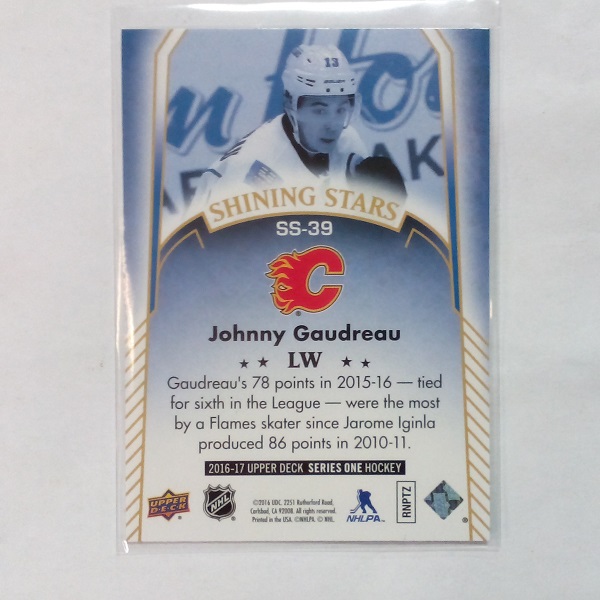 13
SHINING STARS
SS-39
C
Johnny Gaudreau
LW
Gaudreau's 78 points in 2015-16 — tied
for sixth in the League — were the most
by a Flames skater since Jarome Iginla
produced 86 points in 2010-11.
2016-17 UPPER DECK SERIES ONE HOCKEY
UPPER DECK
NHL
©2016 UDC. 2251 Rutherford Road.
Carlsbad, CA 92008. All rights reserved.
Printed in the USA. ©NHLPA. © NHL.
NHLPA
RNPTZ